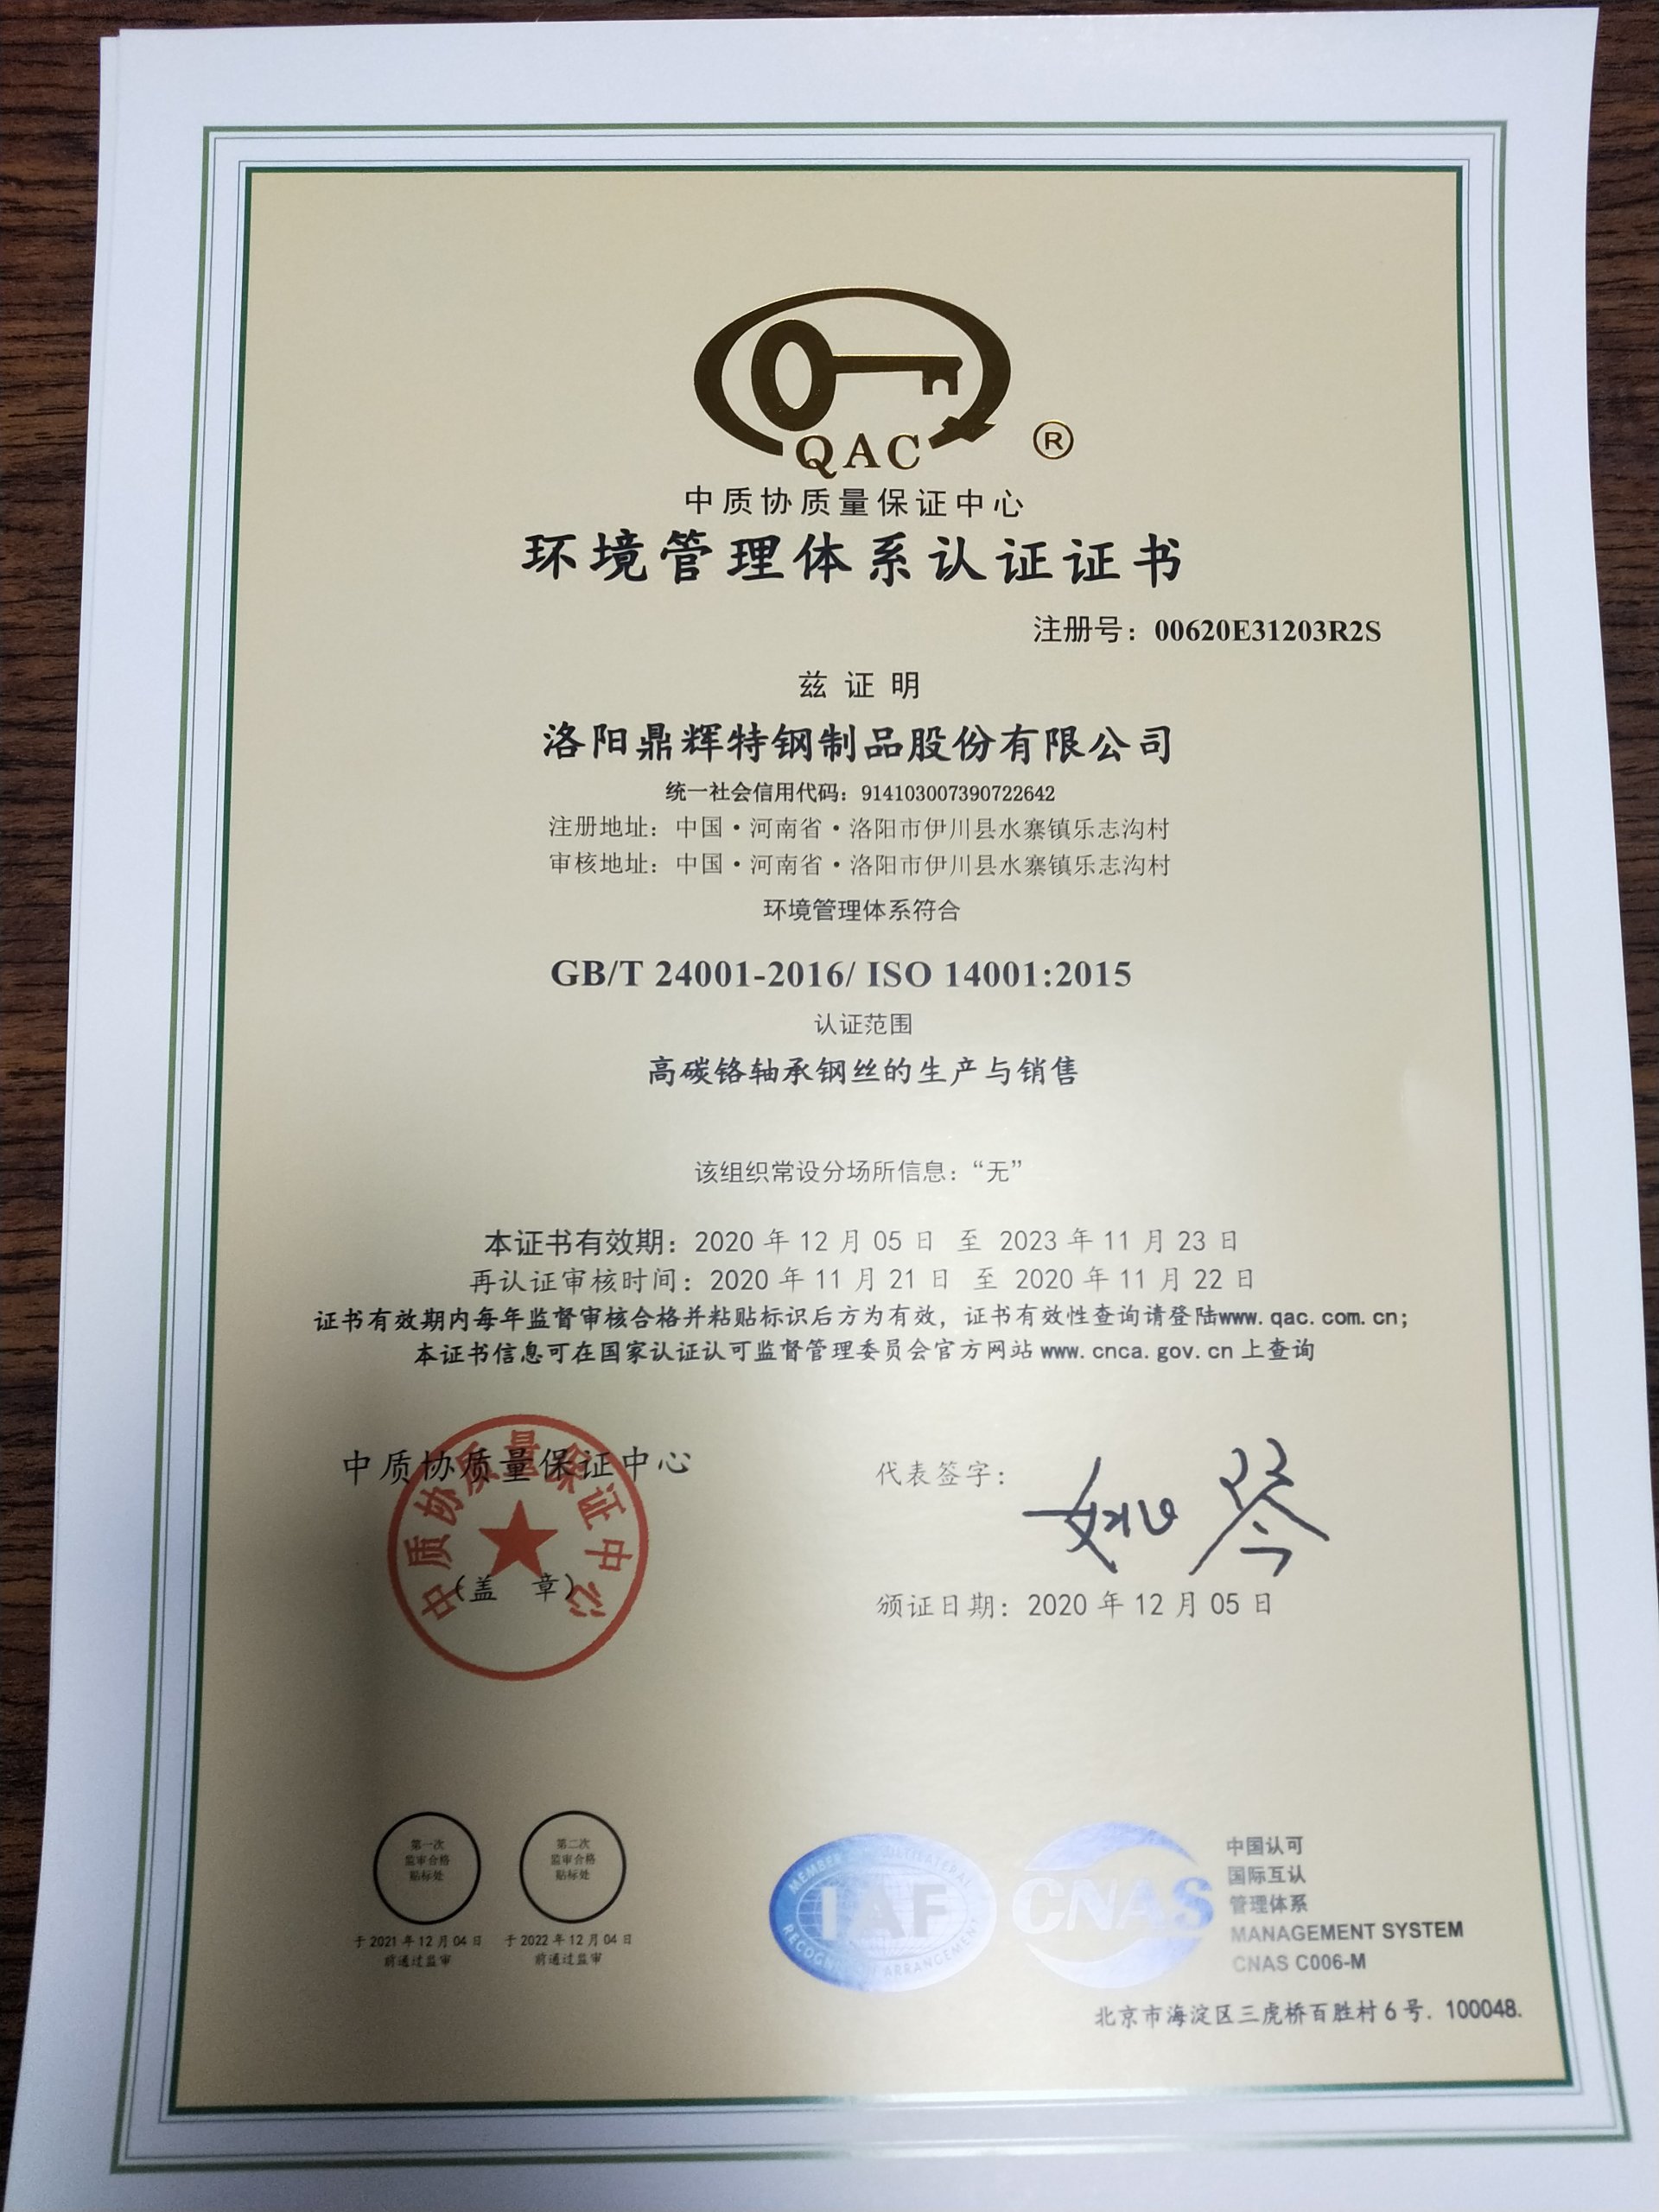 QAC ®
中质协质量保证中心
环境管理体系认证证书
注册号：00620E31203R2S
兹 证 明
洛阳鼎辉特钢制品股份有限公司
统一社会信用代码：914103007390722642
注册地址：中国·河南省·洛阳市伊川县水寨镇乐志沟村
审核地址：中国·河南省·洛阳市伊川县水寨镇乐志沟村
环境管理体系符合
GB/T 24001-2016/ ISO 14001:2015
认证范围
高碳铬轴承钢丝的生产与销售
该组织常设分场所信息：“无”
本证书有效期：2020 年 12 月 05 日 至 2023 年 11 月 23 日
再认证审核时间：2020 年 11 月 21 日 至 2020 年 11 月 22 日
证书有效期内每年监督审核合格并粘贴标识后方为有效，证书有效性查询请登陆www.qac.com.cn；
本证书信息可在国家认证认可监督管理委员会官方网站 www.cnca.gov.cn 上查询
中质协质量保证中心
中质协质量保证中心
（盖 章）
代表签字：
姚琴
颁证日期：2020 年 12 月 05 日
第一次
监审合格
贴标处
于 2021 年 12 月 04 日
前通过监审
第二次
监审合格
贴标处
于 2022 年 12 月 04 日
前通过监审
MEMBER MULTILATERAL
IAF
RECOGNITION ARRANGEMENT
CNAS
中国认可
国际互认
管理体系
MANAGEMENT SYSTEM
CNAS C006-M
北京市海淀区三虎桥百胜村 6 号. 100048.